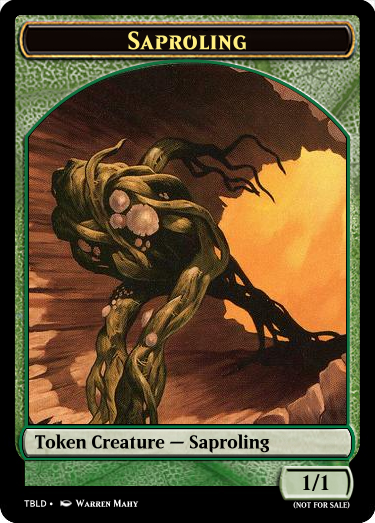 Saproling
Token Creature — Saproling
1/1
TBLD • Warren Mahy
(NOT FOR SALE)